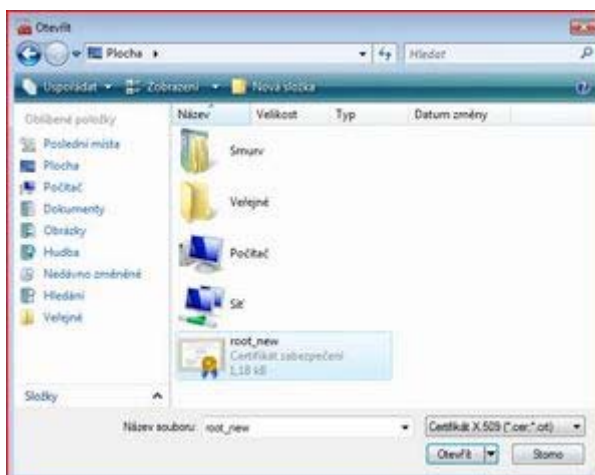 Otevřít
Plocha
Hledat
Uspořádat
Zobrazení
Nová složka
Oblíbené položky
Poslední místa
Plocha
Počítač
Dokumenty
Obrázky
Hudba
Nedávno změněné
Hledání
Veřejné
Složky
Název Velikost Typ Datum změny
Smurv
Veřejné
Počítač
Síť
root_new
Certifikát zabezpečení
1,18 kB
Název souboru: root_new
Certifikát X.509 (*.cer;*.crt)
Otevřít
Storno